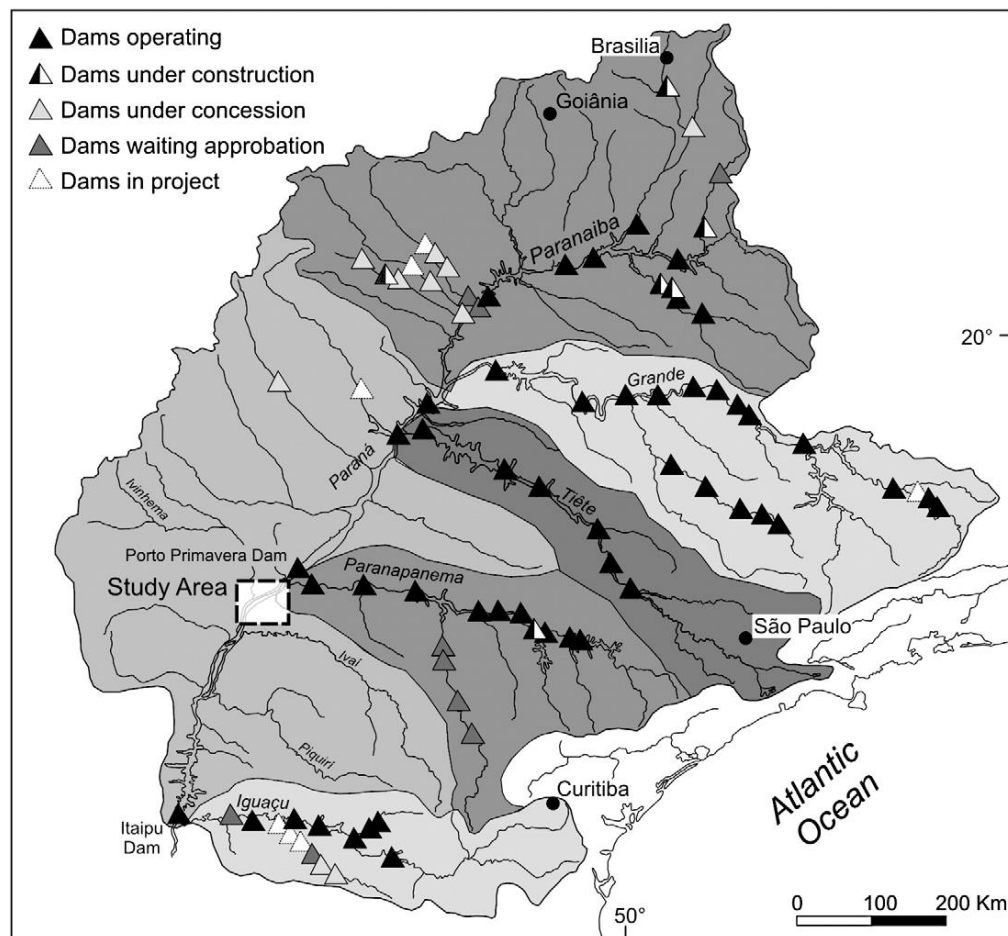 Dams operating
Dams under construction
Dams under concession
Dams waiting approbation
Dams in project
Brasilia
Goiânia
Paranaiba
20°
Grande
Paraná
Tiête
Ivinhema
Porto Primavera Dam
Study Area
Paranapanema
São Paulo
Ivaí
Piquiri
Curitiba
Iguaçu
Itaipu
Dam
Atlantic
Ocean
50°
0 100 200 Km